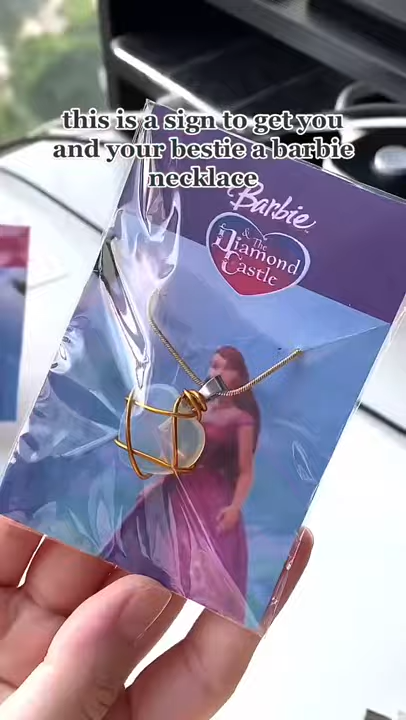 this is a sign to get you
and your bestie a barbie
necklace
Barbie
& The
Diamond
Castle